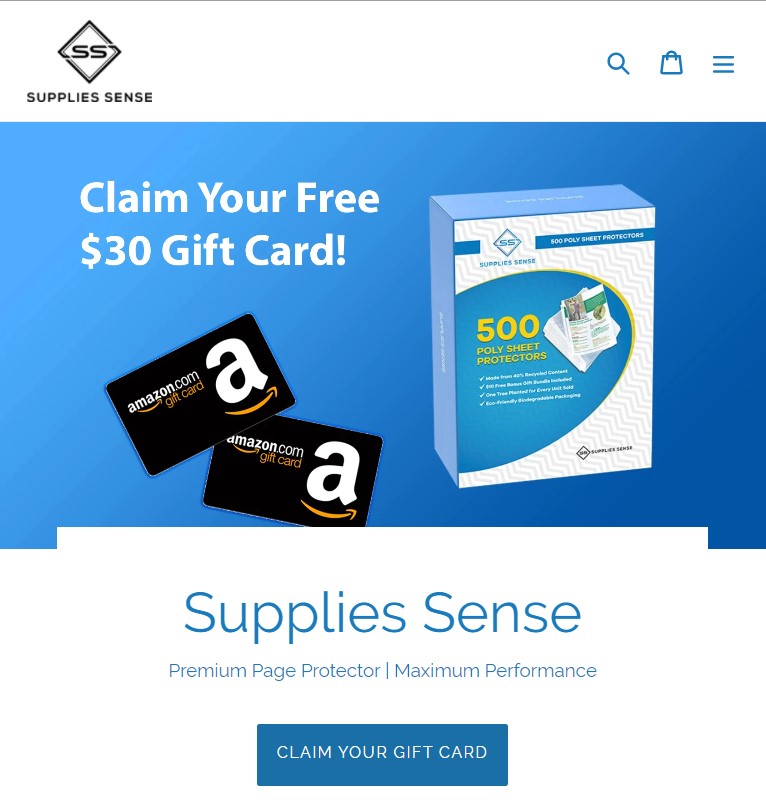 SS
SUPPLIES SENSE
Claim Your Free
$30 Gift Card!
amazon.com
gift card
a
amazon.com
gift card
a
SS
SUPPLIES SENSE
500 POLY SHEET PROTECTORS
500
POLY SHEET
PROTECTORS
Made from 40% Recycled Content
$10 Free Bonus Gift Bundle Included
One Tree Planted for Every Unit Sold
Eco-Friendly Biodegradable Packaging
SS SUPPLIES SENSE
Supplies Sense
Premium Page Protector | Maximum Performance
CLAIM YOUR GIFT CARD